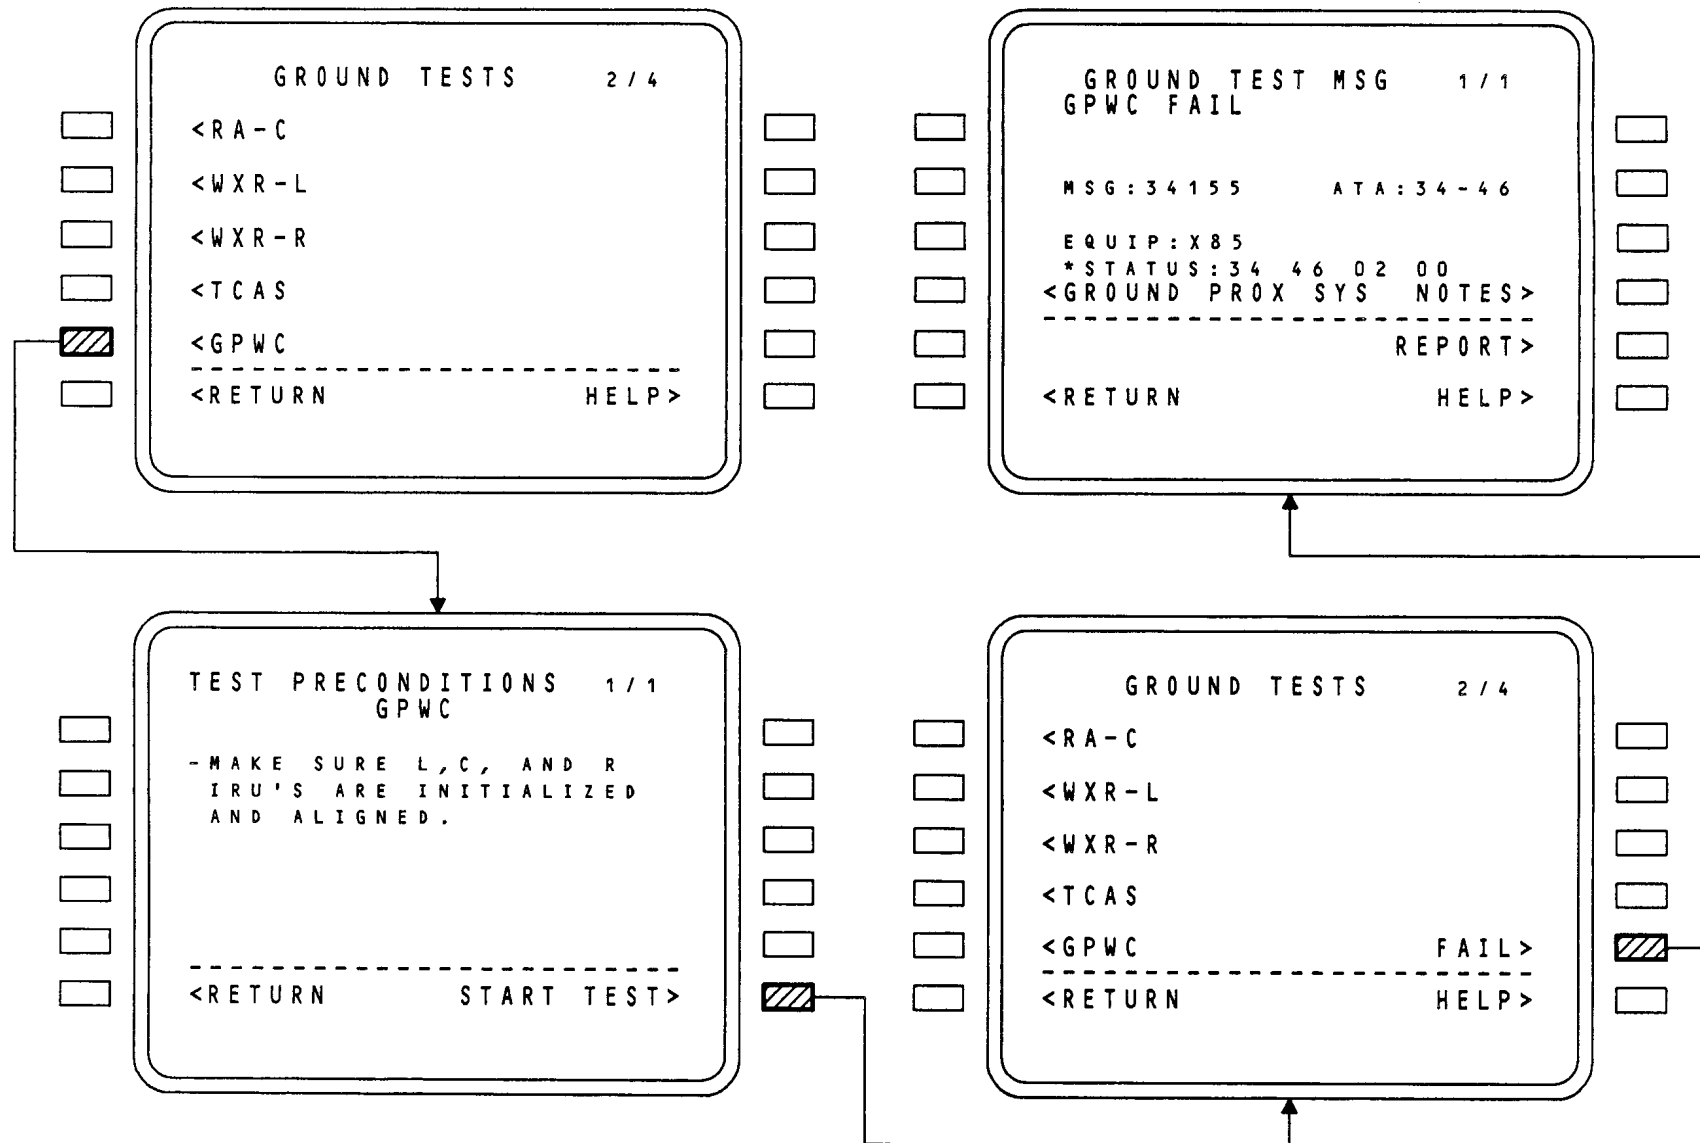 GROUND TESTS 2/4
<RA-C
<WXR-L
<WXR-R
<TCAS
<GPWC
<RETURN HELP>
GROUND TEST MSG 1/1
GPWC FAIL
MSG:34155 ATA:34-46
EQUIP:X85
*STATUS:34 46 02 00
<GROUND PROX SYS NOTES>
REPORT>
<RETURN HELP>
TEST PRECONDITIONS 1/1
GPWC
-MAKE SURE L,C, AND R
IRU'S ARE INITIALIZED
AND ALIGNED.
<RETURN START TEST>
GROUND TESTS 2/4
<RA-C
<WXR-L
<WXR-R
<TCAS
<GPWC FAIL>
<RETURN HELP>